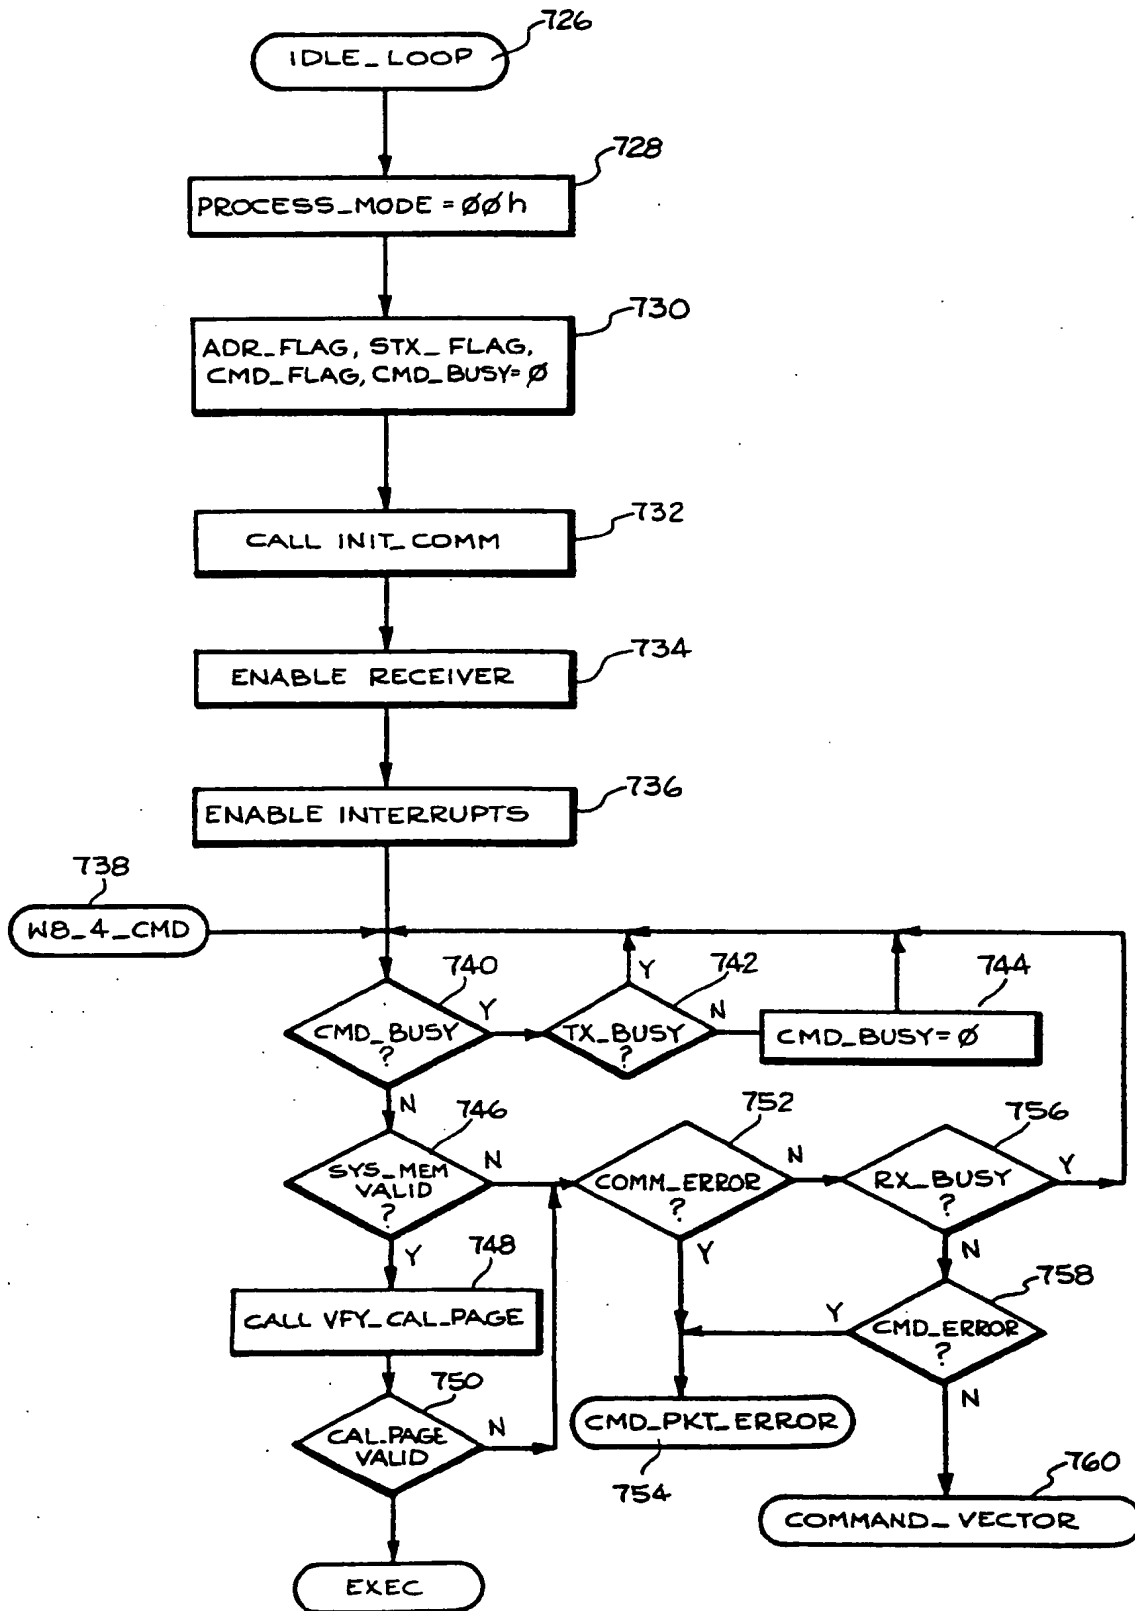 726
IDLE_LOOP
728
PROCESS_MODE = ØØh
730
ADR_FLAG, STX_FLAG,
CMD_FLAG, CMD_BUSY=Ø
732
CALL INIT_COMM
734
ENABLE RECEIVER
736
ENABLE INTERRUPTS
738
W8_4_CMD
740
CMD_BUSY
?
Y
N
742
TX_BUSY
?
Y
N
744
CMD_BUSY=Ø
746
SYS_MEM
VALID
?
N
Y
752
COMM_ERROR
?
N
Y
756
RX_BUSY
?
Y
N
748
CALL VFY_CAL_PAGE
758
CMD_ERROR
?
Y
N
750
CAL_PAGE
VALID
N
CMD_PKT_ERROR
754
760
COMMAND_VECTOR
EXEC